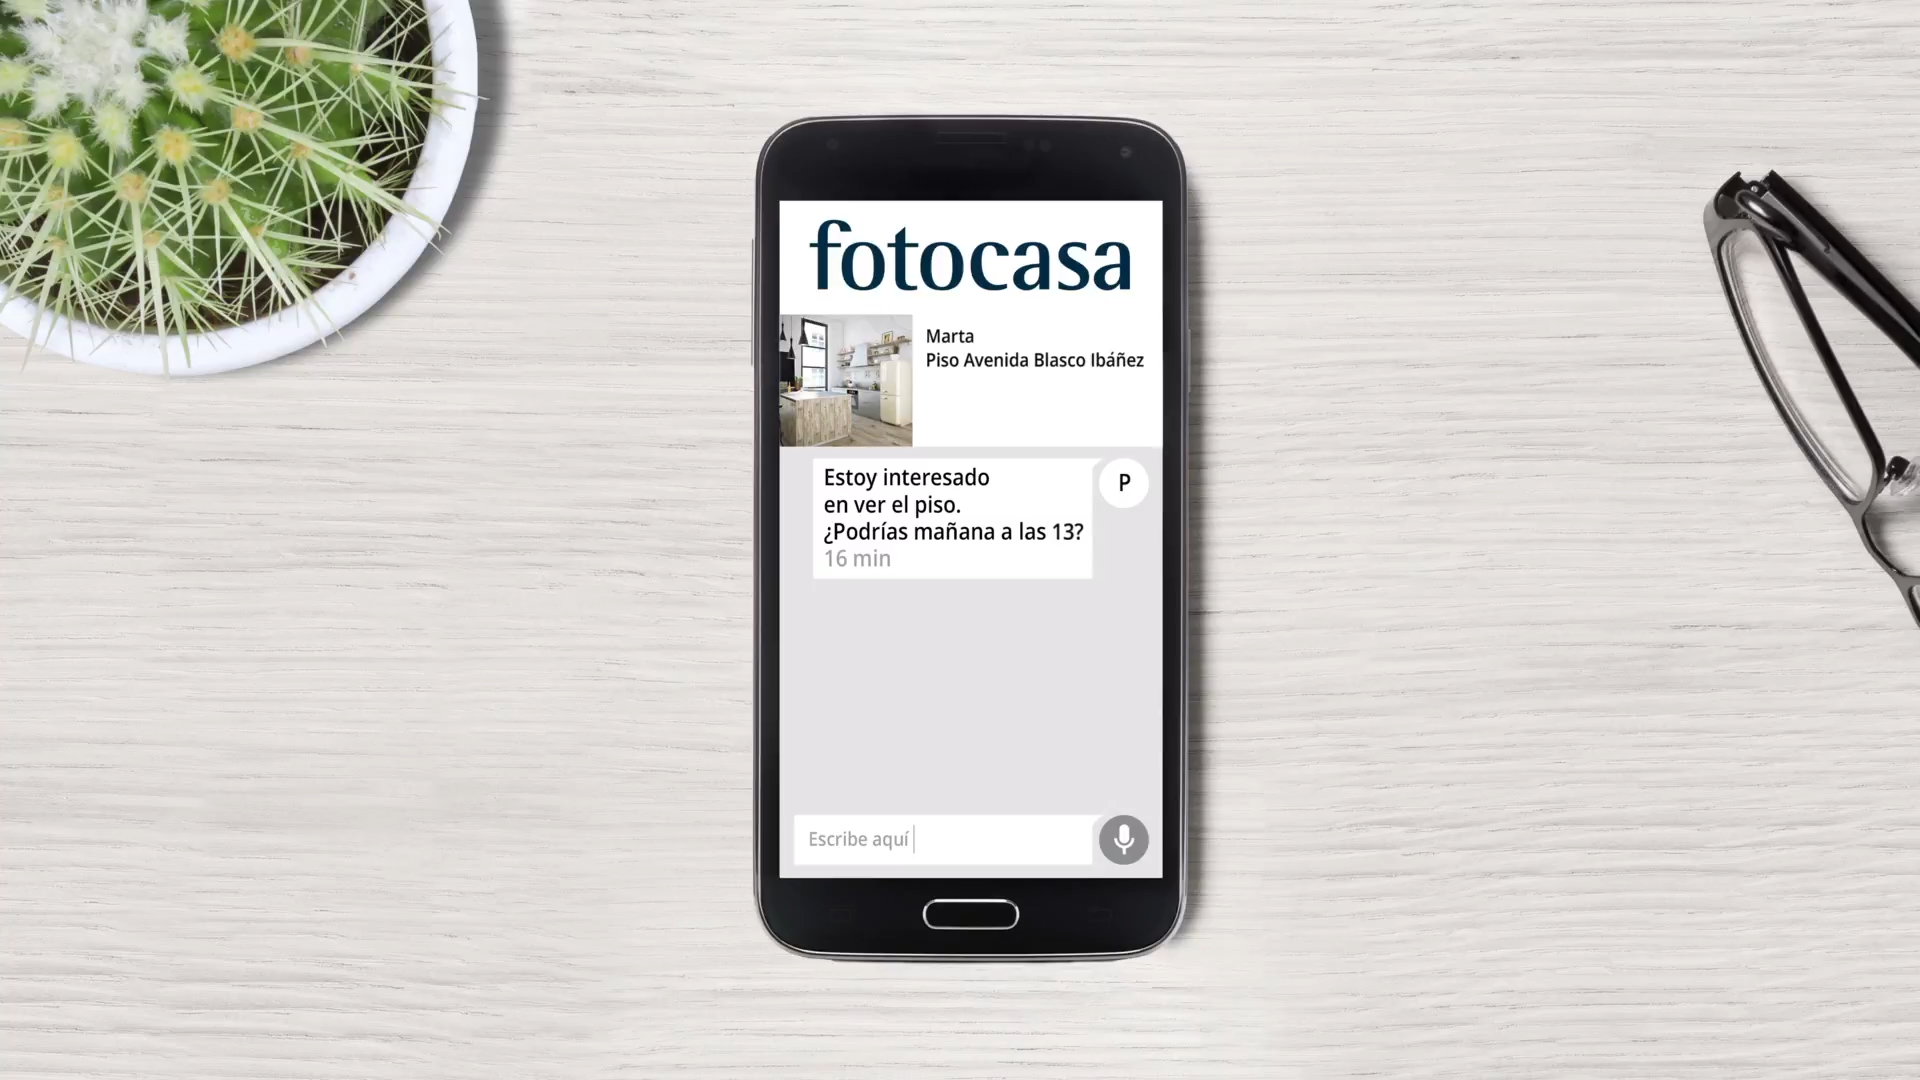 fotocasa
Marta
Piso Avenida Blasco Ibáñez
Estoy interesado
en ver el piso.
¿Podrías mañana a las 13?
16 min
P
Escribe aquí